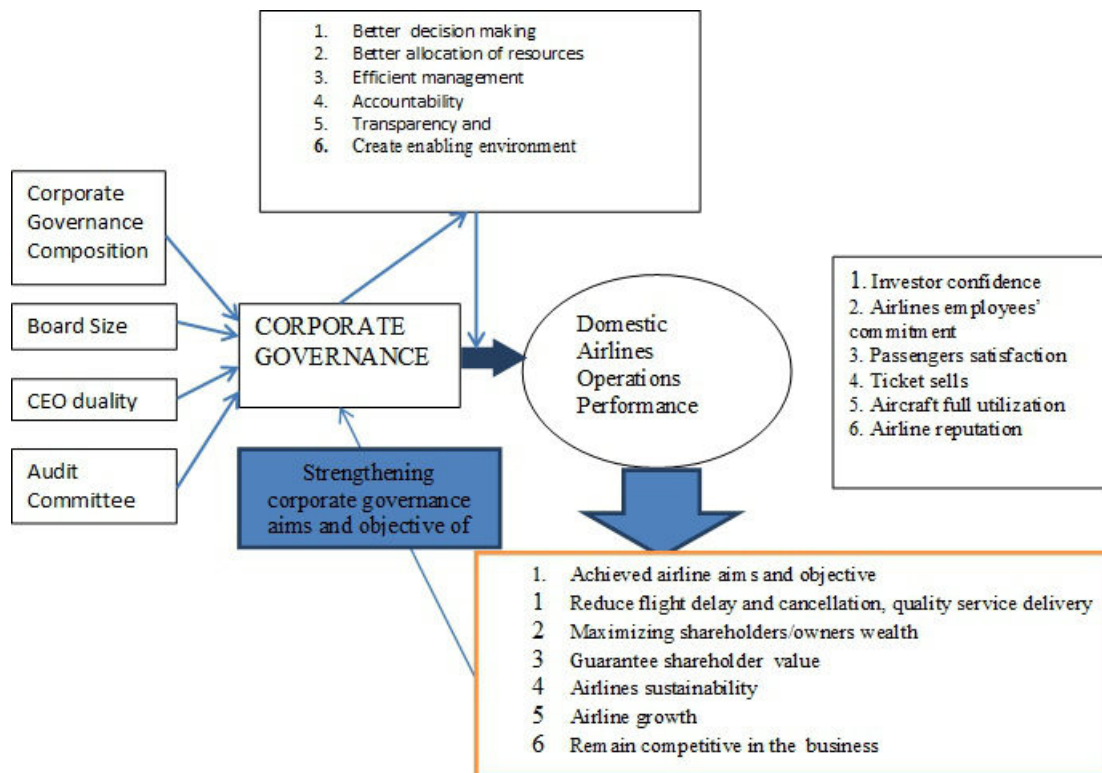 1. Better decision making
2. Better allocation of resources
3. Efficient management
4. Accountability
5. Transparency and
6. Create enabling environment
Corporate
Governance
Composition
Board Size
CEO duality
Audit
Committee
CORPORATE
GOVERNANCE
Domestic
Airlines
Operations
Performance
1. Investor confidence
2. Airlines employees’
commitment
3. Passengers satisfaction
4. Ticket sells
5. Aircraft full utilization
6. Airline reputation
Strengthening
corporate governance
aims and objective of
1. Achieved airline aims and objective
1 Reduce flight delay and cancellation, quality service delivery
2 Maximizing shareholders/owners wealth
3 Guarantee shareholder value
4 Airlines sustainability
5 Airline growth
6 Remain competitive in the business